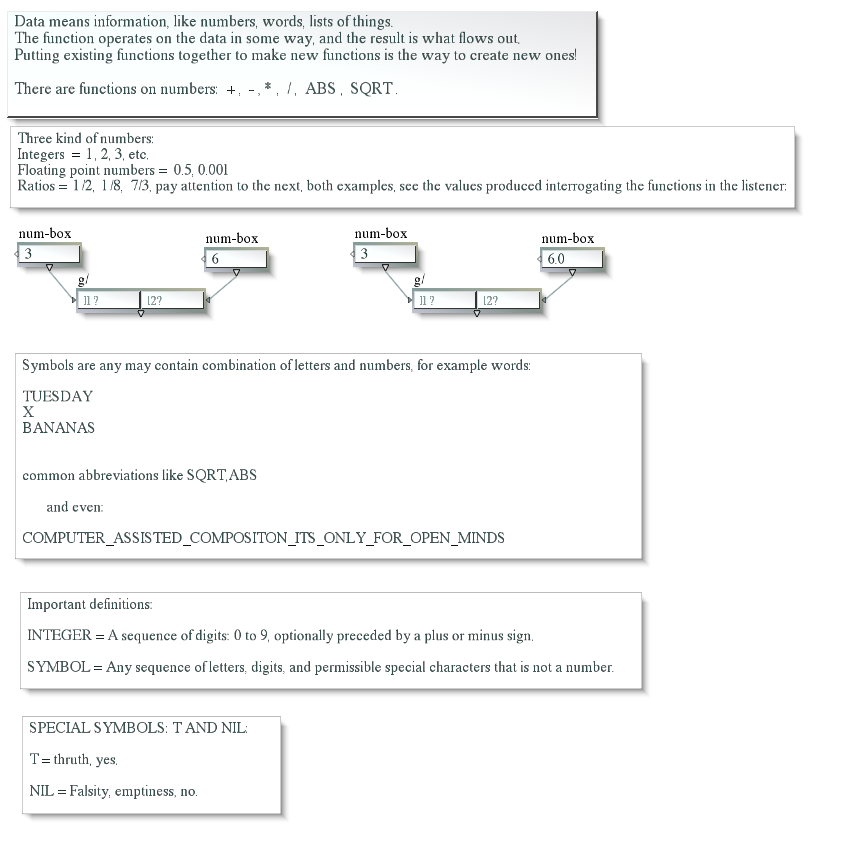 Data means information, like numbers, words, lists of things.
The function operates on the data in some way, and the result is what flows out.
Putting existing functions together to make new functions is the way to create new ones!
There are functions on numbers: +, -, *, /, ABS, SQRT.
Three kind of numbers:
Integers = 1, 2, 3, etc.
Floating point numbers = 0.5, 0.001
Ratios = 1/2, 1/8, 7/3, pay attention to the next, both examples, see the values produced interrogating the functions in the listener:
num-box num-box num-box num-box
3 6 3 6.0
g/ g/
l1? l2? l1? l2?
Symbols are any may contain combination of letters and numbers, for example words:
TUESDAY
X
BANANAS
common abbreviations like SQRT,ABS
and even:
COMPUTER_ASSISTED_COMPOSITON_ITS_ONLY_FOR_OPEN_MINDS
Important definitions:
INTEGER = A sequence of digits: 0 to 9, optionally preceded by a plus or minus sign.
SYMBOL = Any sequence of letters, digits, and permissible special characters that is not a number.
SPECIAL SYMBOLS: T AND NIL:
T = thruth, yes.
NIL = Falsity, emptiness, no.